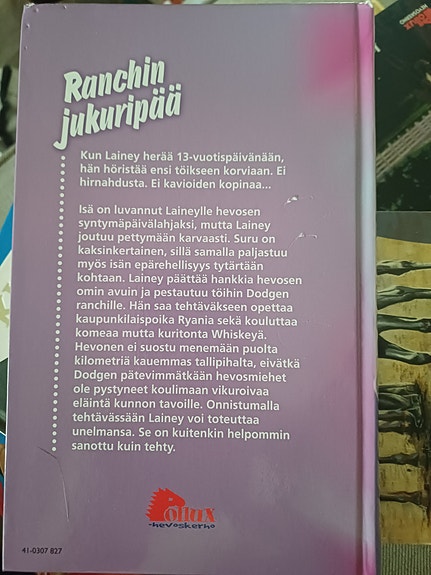 Ranchin
jukuripää
Kun Lainey herää 13-vuotispäivänään,
hän höristää ensi töikseen korviaan. Ei
hirnahdusta. Ei kavioiden kopinaa...
Isä on luvannut Laineylle hevosen
syntymäpäivälahjaksi, mutta Lainey
joutuu pettymään karvaasti. Suru on
kaksinkertainen, sillä samalla paljastuu
myös isän epärehellisyys tytärtään
kohtaan. Lainey päättää hankkia hevosen
omin avuin ja pestautuu töihin Dodgen
ranchille. Hän saa tehtäväkseen opettaa
kaupunkilaispoika Ryania sekä kouluttaa
komeaa mutta kuritonta Whiskeyä.
Hevonen ei suostu menemään puolta
kilometriä kauemmas tallipihalta, eivätkä
Dodgen pätevimmätkään hevosmiehet
ole pystyneet koulimaan vikuroivaa
eläintä kunnon tavoille. Onnistumalla
tehtävässään Lainey voi toteuttaa
unelmansa. Se on kuitenkin helpommin
sanottu kuin tehty.
Pollux
-hevoskerho
41-0307 827